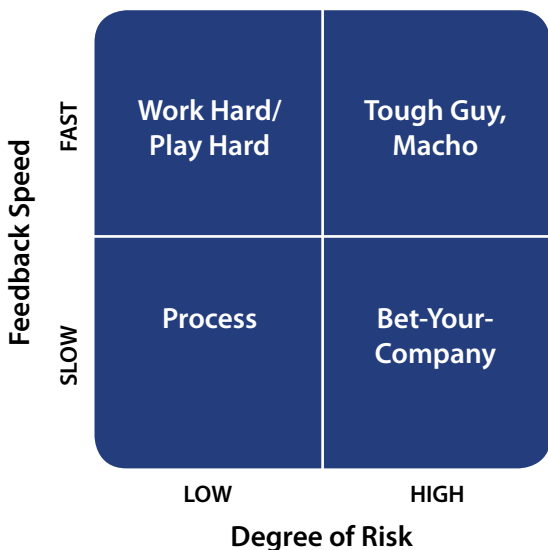 Feedback Speed
FAST
SLOW
Work Hard/
Play Hard
Tough Guy,
Macho
Process
Bet-Your-
Company
LOW
HIGH
Degree of Risk